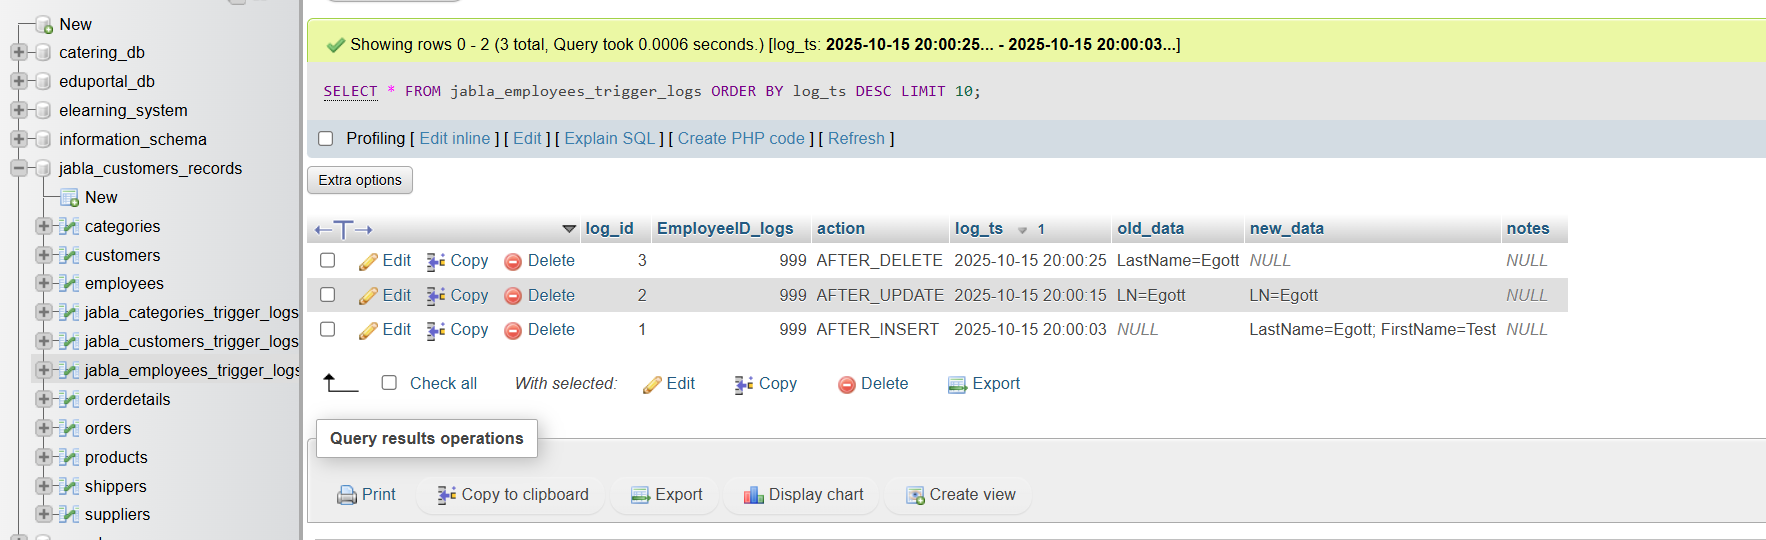 New
catering_db
eduportal_db
elearning_system
information_schema
jabla_customers_records
New
categories
customers
employees
jabla_categories_trigger_logs
jabla_customers_trigger_logs
jabla_employees_trigger_logs
orderdetails
orders
products
shippers
suppliers
Showing rows 0 - 2 (3 total, Query took 0.0006 seconds.) [log_ts: 2025-10-15 20:00:25... - 2025-10-15 20:00:03...]
SELECT * FROM jabla_employees_trigger_logs ORDER BY log_ts DESC LIMIT 10;
Profiling [ Edit inline ] [ Edit ] [ Explain SQL ] [ Create PHP code ] [ Refresh ]
Extra options
log_id EmployeeID_logs action log_ts 1 old_data new_data notes
Edit Copy Delete 3 999 AFTER_DELETE 2025-10-15 20:00:25 LastName=Egott NULL NULL
Edit Copy Delete 2 999 AFTER_UPDATE 2025-10-15 20:00:15 LN=Egott LN=Egott NULL
Edit Copy Delete 1 999 AFTER_INSERT 2025-10-15 20:00:03 NULL LastName=Egott; FirstName=Test NULL
Check all With selected: Edit Copy Delete Export
Query results operations
Print Copy to clipboard Export Display chart Create view